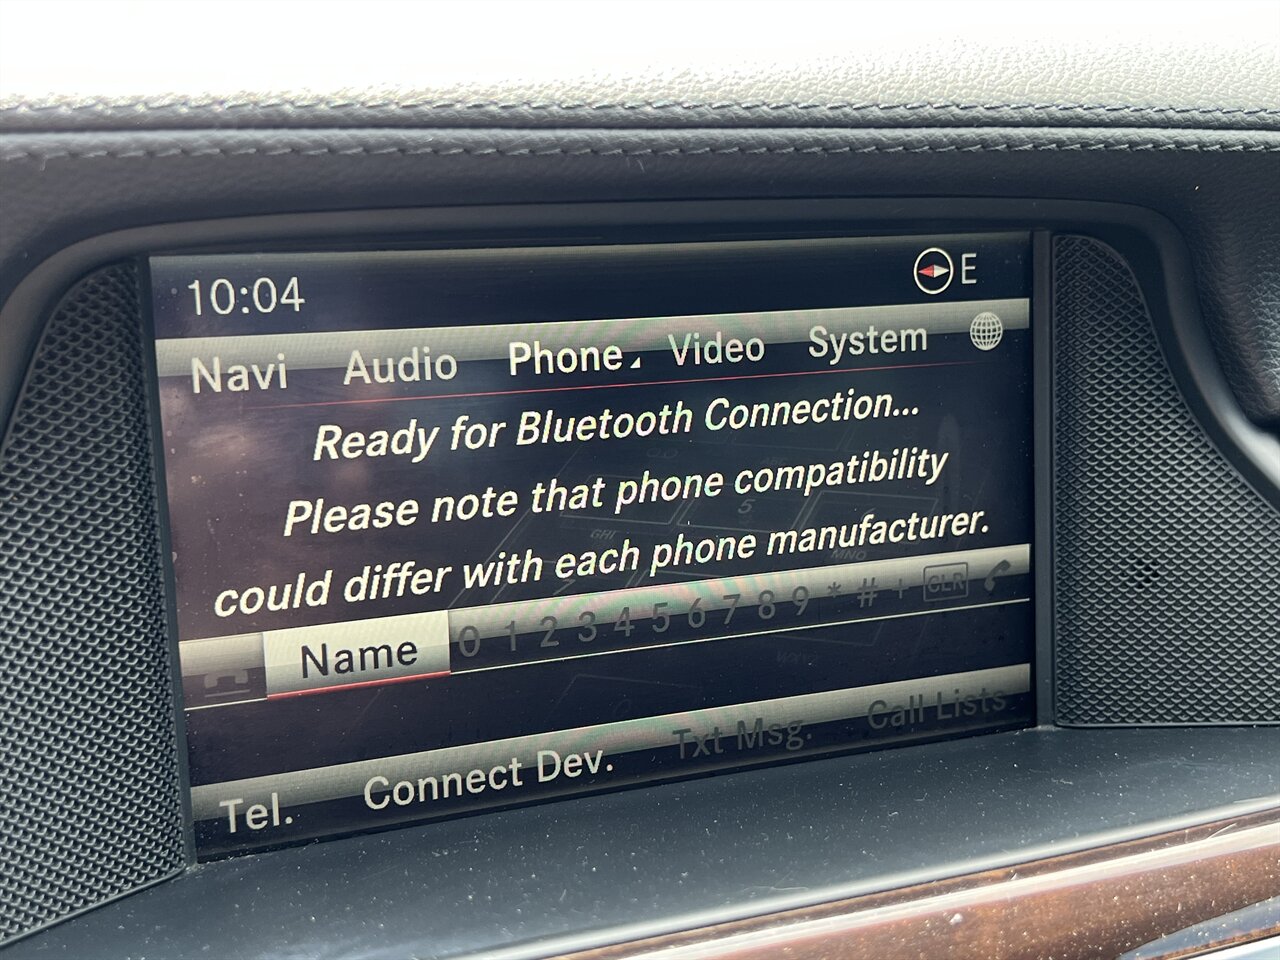 10:04 E
Navi Audio Phone Video System
Ready for Bluetooth Connection...
Please note that phone compatibility
could differ with each phone manufacturer.
Name 0 1 2 3 4 5 6 7 8 9 * # + CLR
Tel. Connect Dev. Txt Msg. Call Lists